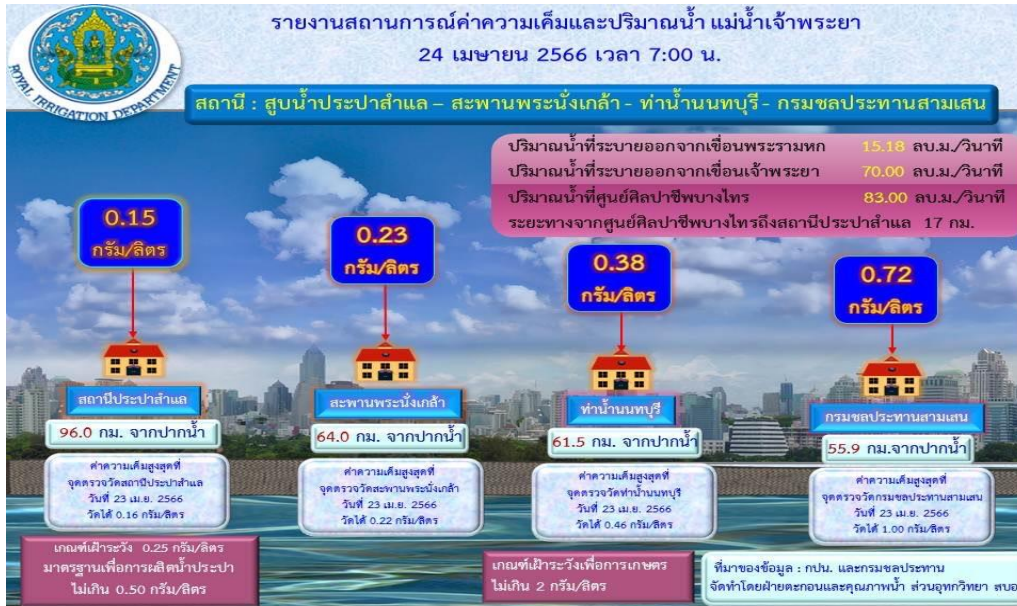 รายงานสถานการณ์ค่าความเค็มและปริมาณน้ำ แม่น้ำเจ้าพระยา
24 เมษายน 2566 เวลา 7:00 น.
ROYAL IRRIGATION DEPARTMENT
สถานี : สูบน้ำประปาสำแล – สะพานพระนั่งเกล้า - ท่าน้ำนนทบุรี - กรมชลประทานสามเสน
ปริมาณน้ำที่ระบายออกจากเขื่อนพระรามหก 15.18 ลบ.ม./วินาที
ปริมาณน้ำที่ระบายออกจากเขื่อนเจ้าพระยา 70.00 ลบ.ม./วินาที
ปริมาณน้ำที่ศูนย์ศิลปาชีพบางไทร 83.00 ลบ.ม./วินาที
ระยะทางจากศูนย์ศิลปาชีพบางไทรถึงสถานีประปาสำแล 17 กม.
0.15
กรัม/ลิตร
สถานีประปาสำแล
96.0 กม. จากปากน้ำ
ค่าความเค็มสูงสุดที่
จุดตรวจวัดสถานีประปาสำแล
วันที่ 23 เม.ย. 2566
วัดได้ 0.16 กรัม/ลิตร
0.23
กรัม/ลิตร
สะพานพระนั่งเกล้า
64.0 กม. จากปากน้ำ
ค่าความเค็มสูงสุดที่
จุดตรวจวัดสะพานพระนั่งเกล้า
วันที่ 23 เม.ย. 2566
วัดได้ 0.22 กรัม/ลิตร
0.38
กรัม/ลิตร
ท่าน้ำนนทบุรี
61.5 กม. จากปากน้ำ
ค่าความเค็มสูงสุดที่
จุดตรวจวัดท่าน้ำนนทบุรี
วันที่ 23 เม.ย. 2566
วัดได้ 0.46 กรัม/ลิตร
0.72
กรัม/ลิตร
กรมชลประทานสามเสน
55.9 กม.จากปากน้ำ
ค่าความเค็มสูงสุดที่
จุดตรวจวัดกรมชลประทานสามเสน
วันที่ 23 เม.ย. 2566
วัดได้ 1.00 กรัม/ลิตร
เกณฑ์เฝ้าระวัง 0.25 กรัม/ลิตร
มาตรฐานเพื่อการผลิตน้ำประปา
ไม่เกิน 0.50 กรัม/ลิตร
เกณฑ์เฝ้าระวังเพื่อการเกษตร
ไม่เกิน 2 กรัม/ลิตร
ที่มาของข้อมูล : กปน. และกรมชลประทาน
จัดทำโดยฝ่ายตะกอนและคุณภาพน้ำ ส่วนอุทกวิทยา สบอ